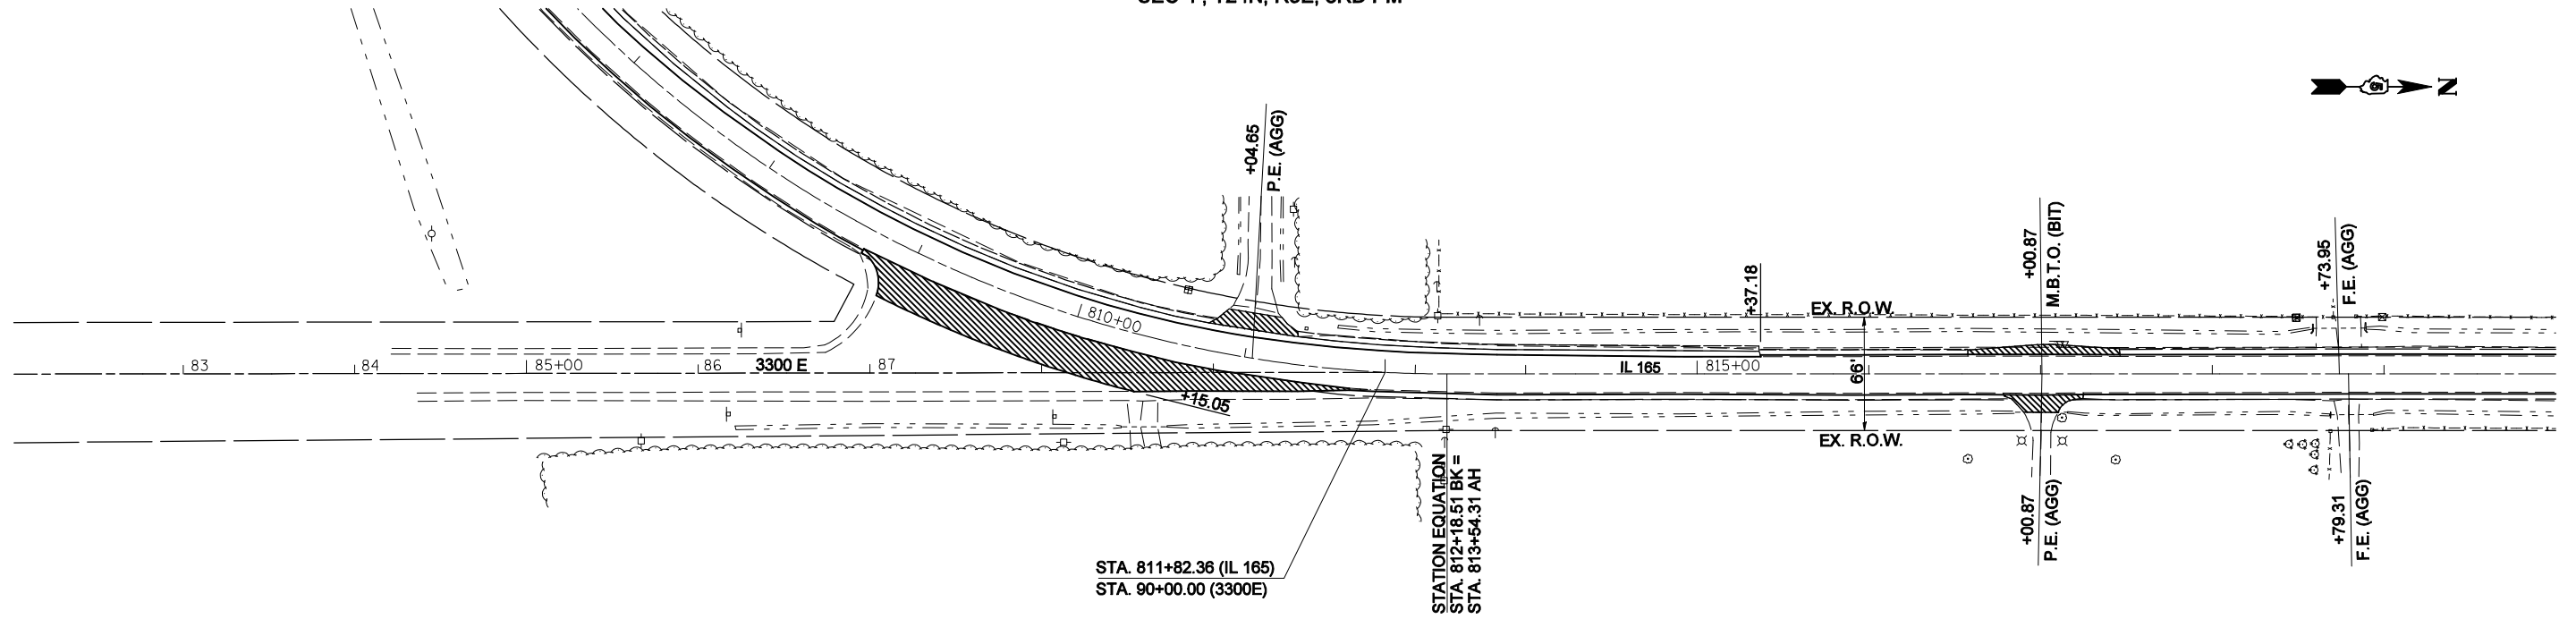 N
+04.65
P.E. (AGG)
+37.18
EX. R.O.W.
+00.87
M.B.T.O. (BIT)
+73.95
F.E. (AGG)
810+00
83
84
85+00
86
3300 E
87
IL 165
815+00
66'
+15.05
EX. R.O.W.
STATION EQUATION
STA. 812+18.51 BK =
STA. 813+54.31 AH
+00.87
P.E. (AGG)
+79.31
F.E. (AGG)
STA. 811+82.36 (IL 165)
STA. 90+00.00 (3300E)